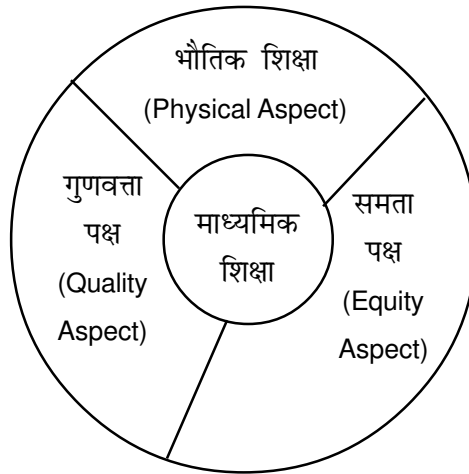 भौतिक शिक्षा
(Physical Aspect)
गुणवत्ता
पक्ष
(Quality
Aspect)
माध्यमिक
शिक्षा
समता
पक्ष
(Equity
Aspect)